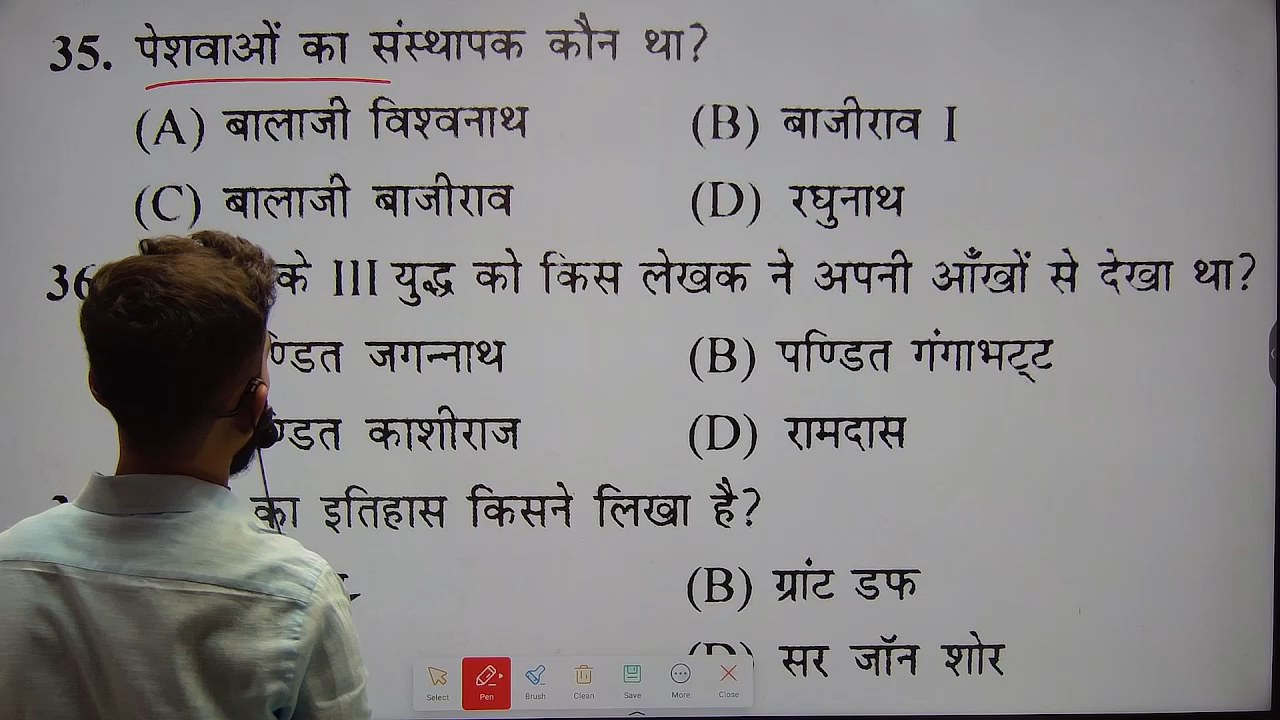 35. पेशवाओं का संस्थापक कौन था?
(A) बालाजी विश्वनाथ (B) बाजीराव I
(C) बालाजी बाजीराव (D) रघुनाथ
36 के III युद्ध को किस लेखक ने अपनी आँखों से देखा था?
ण्डित जगन्नाथ (B) पण्डित गंगाभट्ट
ण्डित काशीराज (D) रामदास
का इतिहास किसने लिखा है?
(B) ग्रांट डफ
(D) सर जॉन शोर
Select Pen Brush Clean Save More Close